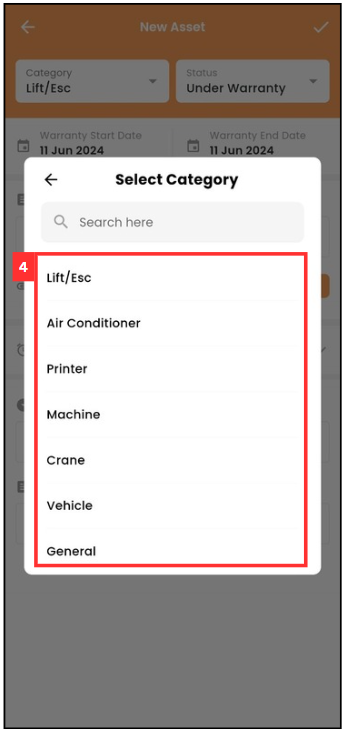 New Asset
Category
Lift/Esc
Status
Under Warranty
Warranty Start Date
11 Jun 2024
Warranty End Date
11 Jun 2024
Select Category
Search here
4
Lift/Esc
Air Conditioner
Printer
Machine
Crane
Vehicle
General